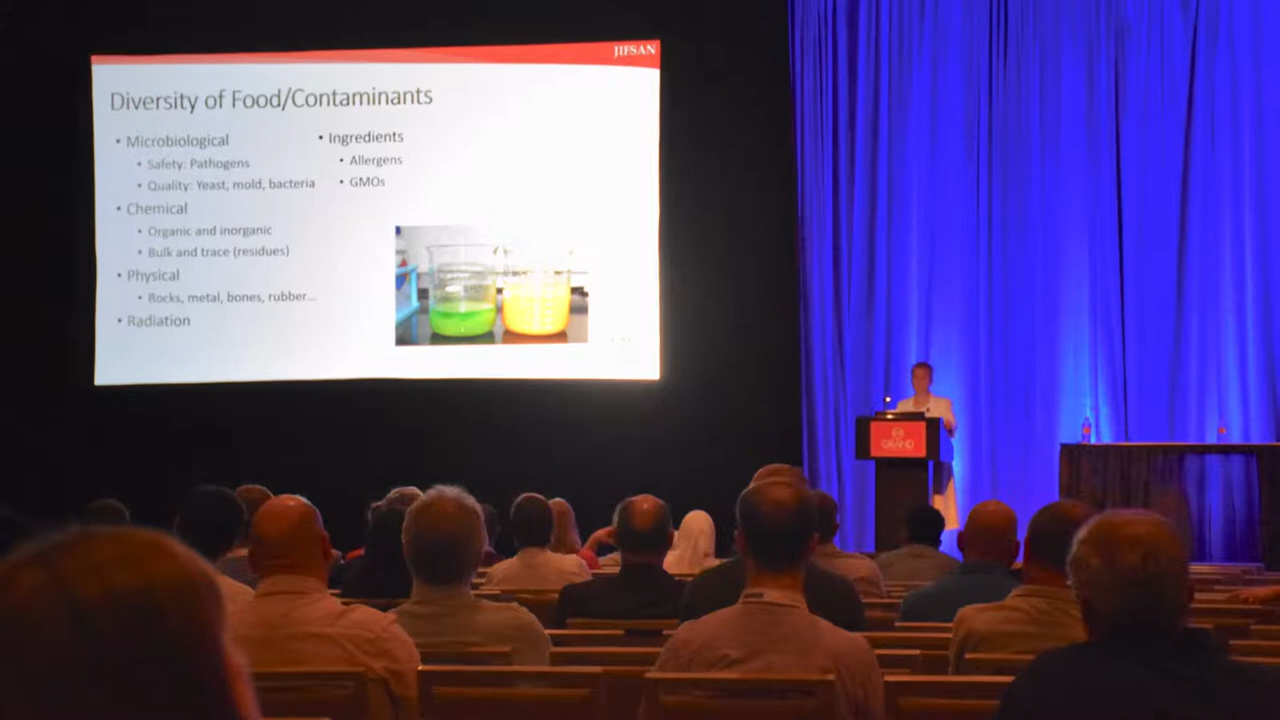 JIFSAN
Diversity of Food/Contaminants
• Microbiological
• Safety: Pathogens
• Quality: Yeast, mold, bacteria
• Chemical
• Organic and inorganic
• Bulk and trace (residues)
• Physical
• Rocks, metal, bones, rubber...
• Radiation
• Ingredients
• Allergens
• GMOs
GRAND